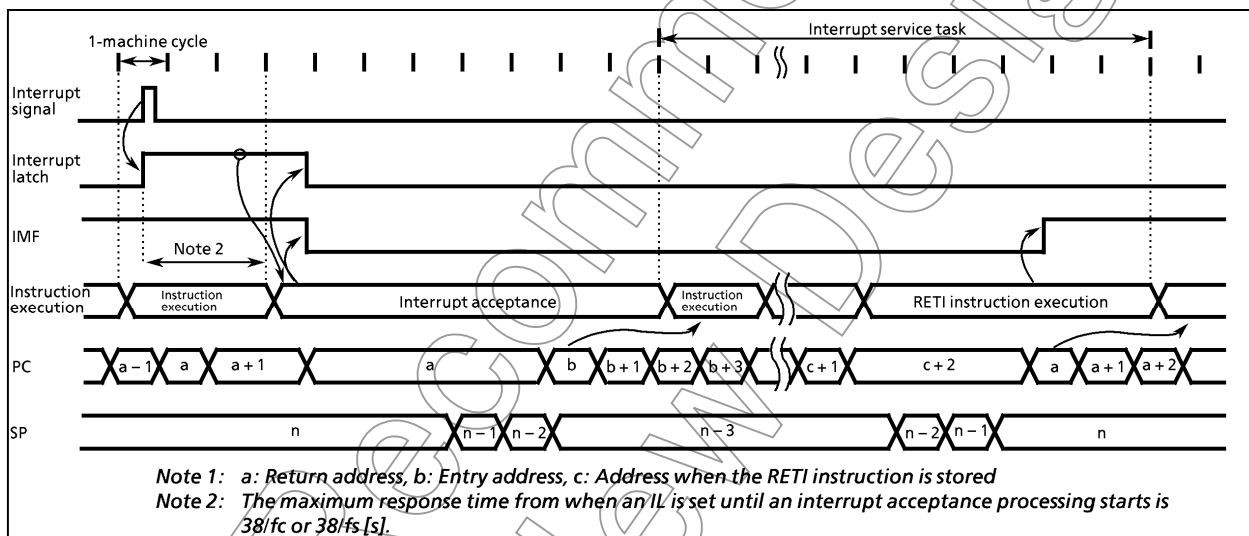 Interrupt service task
1-machine cycle
Interrupt
signal
Interrupt
latch
IMF
Note 2
Instruction
execution
Instruction
execution
Interrupt acceptance
Instruction
execution
RETI instruction execution
PC
a – 1
a
a + 1
a
b
b + 1
b + 2
b + 3
c + 1
c + 2
a
a + 1
a + 2
SP
n
n – 1
n – 2
n – 3
n – 2
n – 1
n
Note 1: a: Return address, b: Entry address, c: Address when the RETI instruction is stored
Note 2: The maximum response time from when an IL is set until an interrupt acceptance processing starts is
38/fc or 38/fs [s].